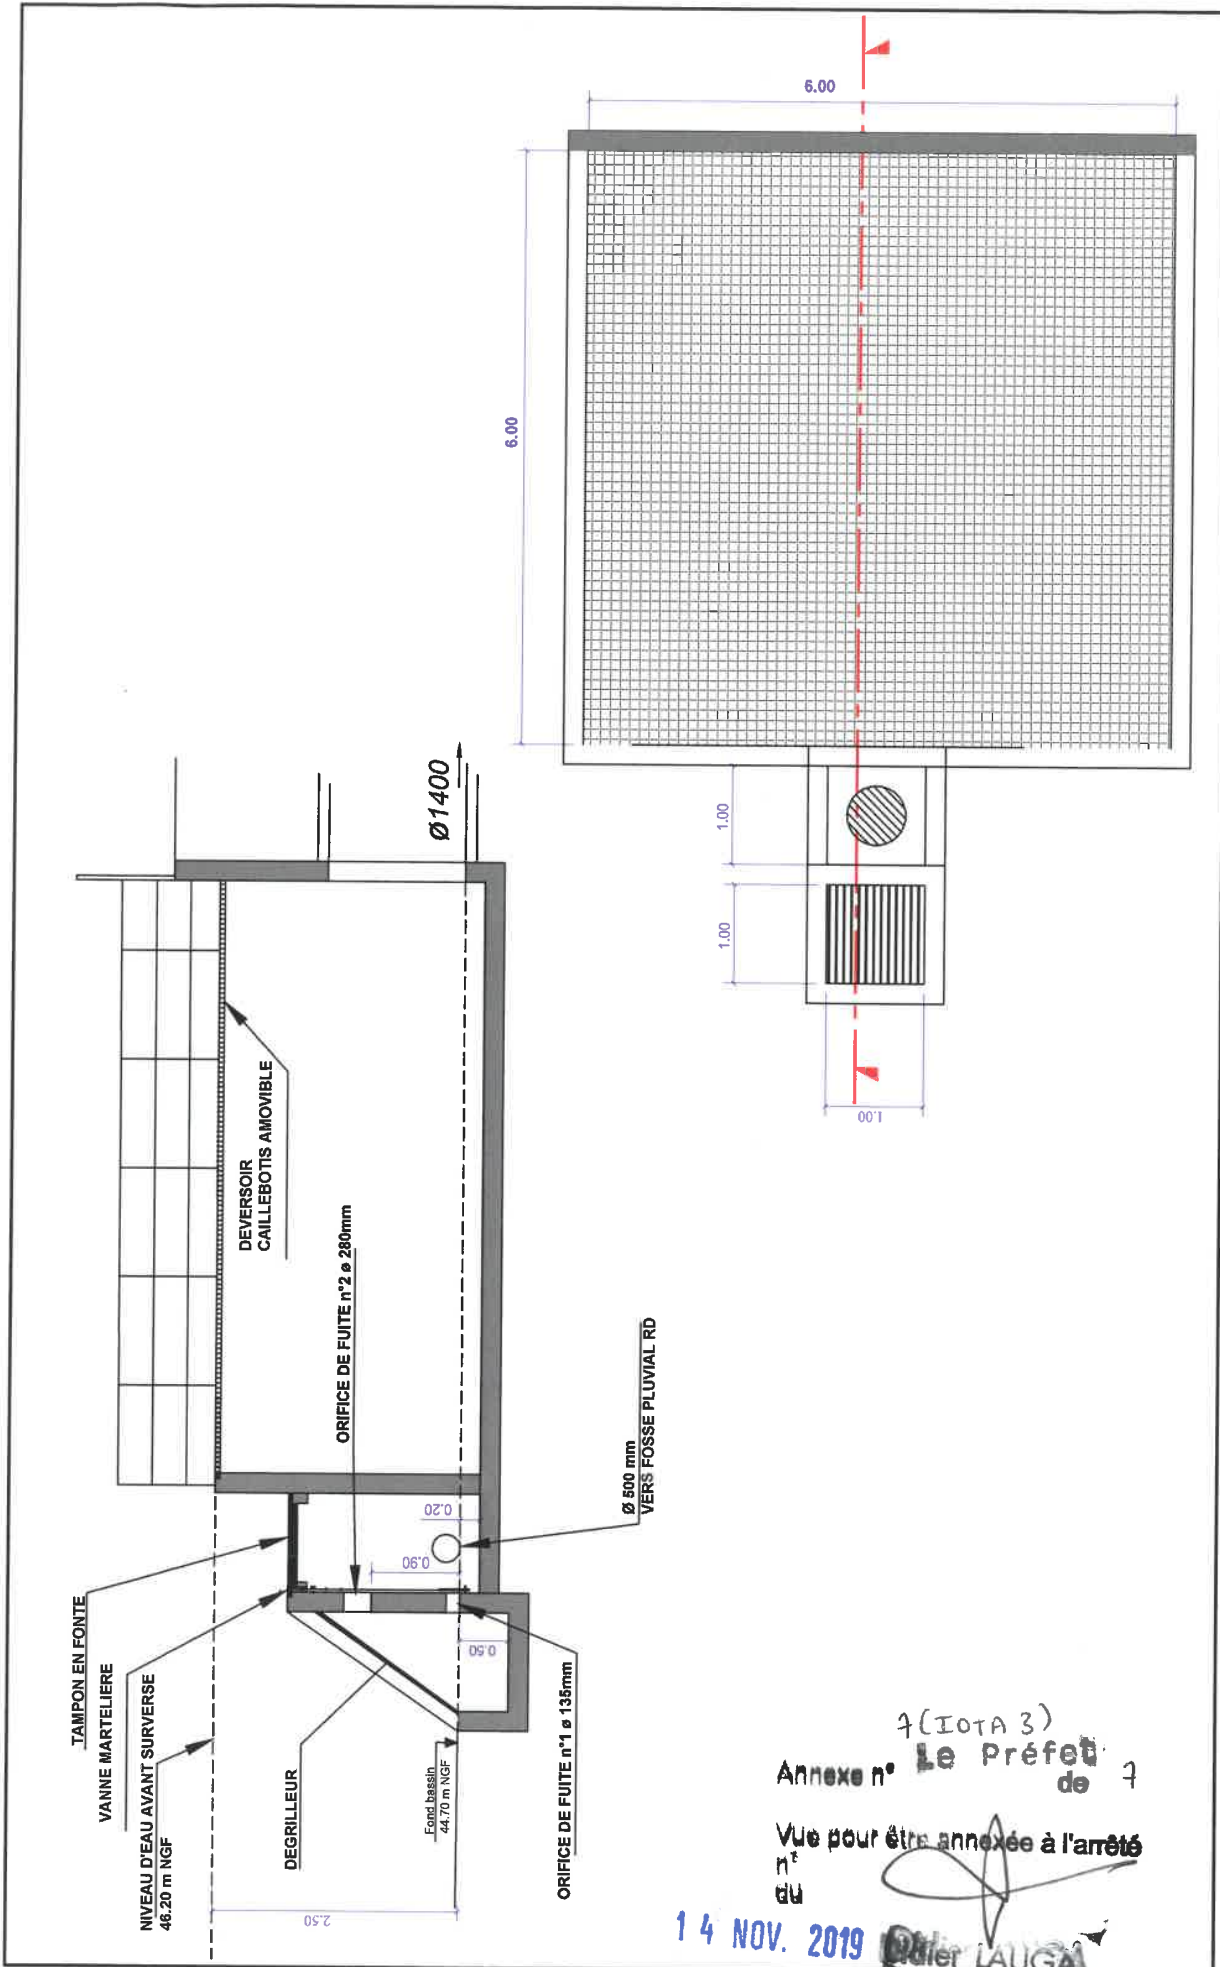 6.00
6.00
1.00
1.00
1.00
Ø1400
TAMPON EN FONTE
VANNE MARTELIERE
NIVEAU D'EAU AVANT SURVERSE
46.20 m NGF
DEGRILLEUR
Fond bassin
44.70 m NGF
ORIFICE DE FUITE n°1 ø 135mm
DEVERSOIR
CAILLEBOTIS AMOVIBLE
ORIFICE DE FUITE n°2 ø 280mm
Ø 500 mm
VERS FOSSE PLUVIAL RD
0.20
0.90
0.50
2.50
7 (IOTA 3)
Annexe n° Le Préfet
de 7
Vue pour être annexée à l'arrêté
n°
du
14 NOV. 2019
Didier LAUGA